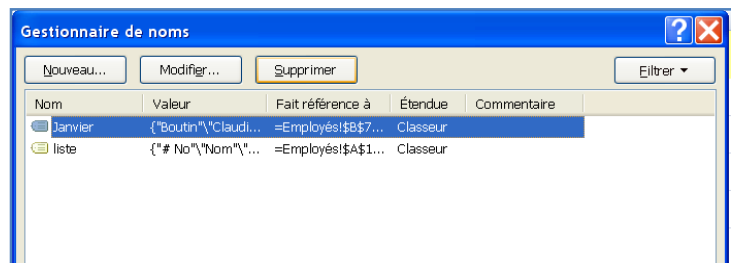 Gestionnaire de noms
Nouveau... Modifier... Supprimer Filtrer
Nom Valeur Fait référence à Étendue Commentaire
Janvier {"Boutin"\"Claudi... =Employés!$B$7... Classeur
liste {"# No"\"Nom"\"... =Employés!$A$1... Classeur